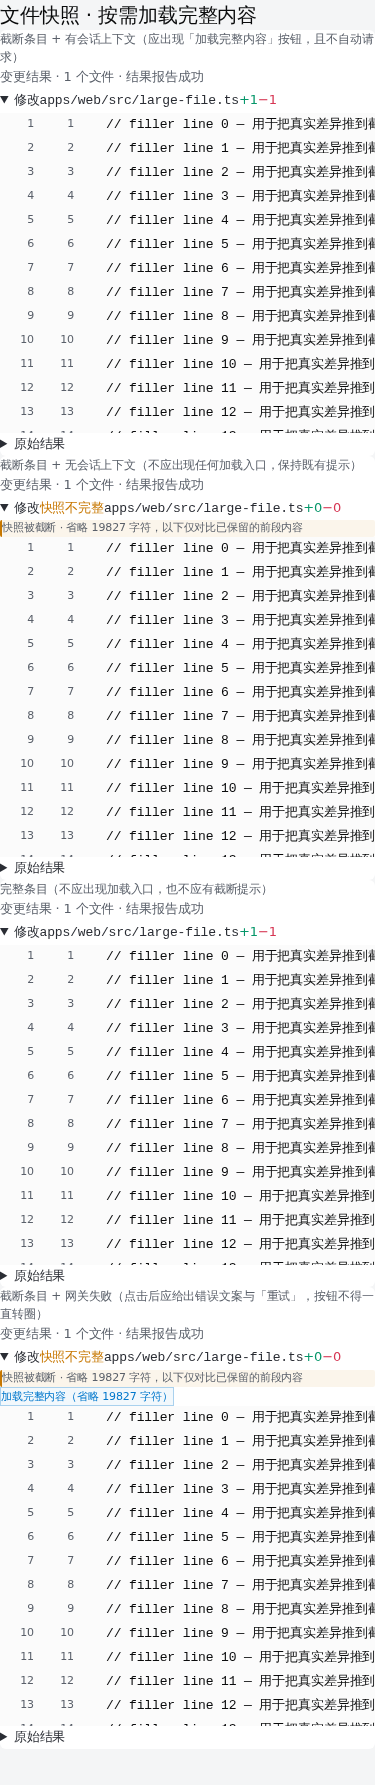 文件快照 · 按需加载完整内容
截断条目 + 有会话上下文（应出现「加载完整内容」按钮，且不自动请
求）
变更结果 · 1 个文件 · 结果报告成功
▼ 修改apps/web/src/large-file.ts+1−1
1 1 // filler line 0 — 用于把真实差异推到截
2 2 // filler line 1 — 用于把真实差异推到截
3 3 // filler line 2 — 用于把真实差异推到截
4 4 // filler line 3 — 用于把真实差异推到截
5 5 // filler line 4 — 用于把真实差异推到截
6 6 // filler line 5 — 用于把真实差异推到截
7 7 // filler line 6 — 用于把真实差异推到截
8 8 // filler line 7 — 用于把真实差异推到截
9 9 // filler line 8 — 用于把真实差异推到截
10 10 // filler line 9 — 用于把真实差异推到截
11 11 // filler line 10 — 用于把真实差异推到
12 12 // filler line 11 — 用于把真实差异推到
13 13 // filler line 12 — 用于把真实差异推到
▶ 原始结果
截断条目 + 无会话上下文（不应出现任何加载入口，保持既有提示）
变更结果 · 1 个文件 · 结果报告成功
▼ 修改快照不完整apps/web/src/large-file.ts+0−0
快照被截断 · 省略 19827 字符，以下仅对比已保留的前段内容
1 1 // filler line 0 — 用于把真实差异推到截
2 2 // filler line 1 — 用于把真实差异推到截
3 3 // filler line 2 — 用于把真实差异推到截
4 4 // filler line 3 — 用于把真实差异推到截
5 5 // filler line 4 — 用于把真实差异推到截
6 6 // filler line 5 — 用于把真实差异推到截
7 7 // filler line 6 — 用于把真实差异推到截
8 8 // filler line 7 — 用于把真实差异推到截
9 9 // filler line 8 — 用于把真实差异推到截
10 10 // filler line 9 — 用于把真实差异推到截
11 11 // filler line 10 — 用于把真实差异推到
12 12 // filler line 11 — 用于把真实差异推到
13 13 // filler line 12 — 用于把真实差异推到
▶ 原始结果
完整条目（不应出现加载入口，也不应有截断提示）
变更结果 · 1 个文件 · 结果报告成功
▼ 修改apps/web/src/large-file.ts+1−1
1 1 // filler line 0 — 用于把真实差异推到截
2 2 // filler line 1 — 用于把真实差异推到截
3 3 // filler line 2 — 用于把真实差异推到截
4 4 // filler line 3 — 用于把真实差异推到截
5 5 // filler line 4 — 用于把真实差异推到截
6 6 // filler line 5 — 用于把真实差异推到截
7 7 // filler line 6 — 用于把真实差异推到截
8 8 // filler line 7 — 用于把真实差异推到截
9 9 // filler line 8 — 用于把真实差异推到截
10 10 // filler line 9 — 用于把真实差异推到截
11 11 // filler line 10 — 用于把真实差异推到
12 12 // filler line 11 — 用于把真实差异推到
13 13 // filler line 12 — 用于把真实差异推到
▶ 原始结果
截断条目 + 网关失败（点击后应给出错误文案与「重试」，按钮不得一
直转圈）
变更结果 · 1 个文件 · 结果报告成功
▼ 修改快照不完整apps/web/src/large-file.ts+0−0
快照被截断 · 省略 19827 字符，以下仅对比已保留的前段内容
加载完整内容（省略 19827 字符）
1 1 // filler line 0 — 用于把真实差异推到截
2 2 // filler line 1 — 用于把真实差异推到截
3 3 // filler line 2 — 用于把真实差异推到截
4 4 // filler line 3 — 用于把真实差异推到截
5 5 // filler line 4 — 用于把真实差异推到截
6 6 // filler line 5 — 用于把真实差异推到截
7 7 // filler line 6 — 用于把真实差异推到截
8 8 // filler line 7 — 用于把真实差异推到截
9 9 // filler line 8 — 用于把真实差异推到截
10 10 // filler line 9 — 用于把真实差异推到截
11 11 // filler line 10 — 用于把真实差异推到
12 12 // filler line 11 — 用于把真实差异推到
13 13 // filler line 12 — 用于把真实差异推到
▶ 原始结果